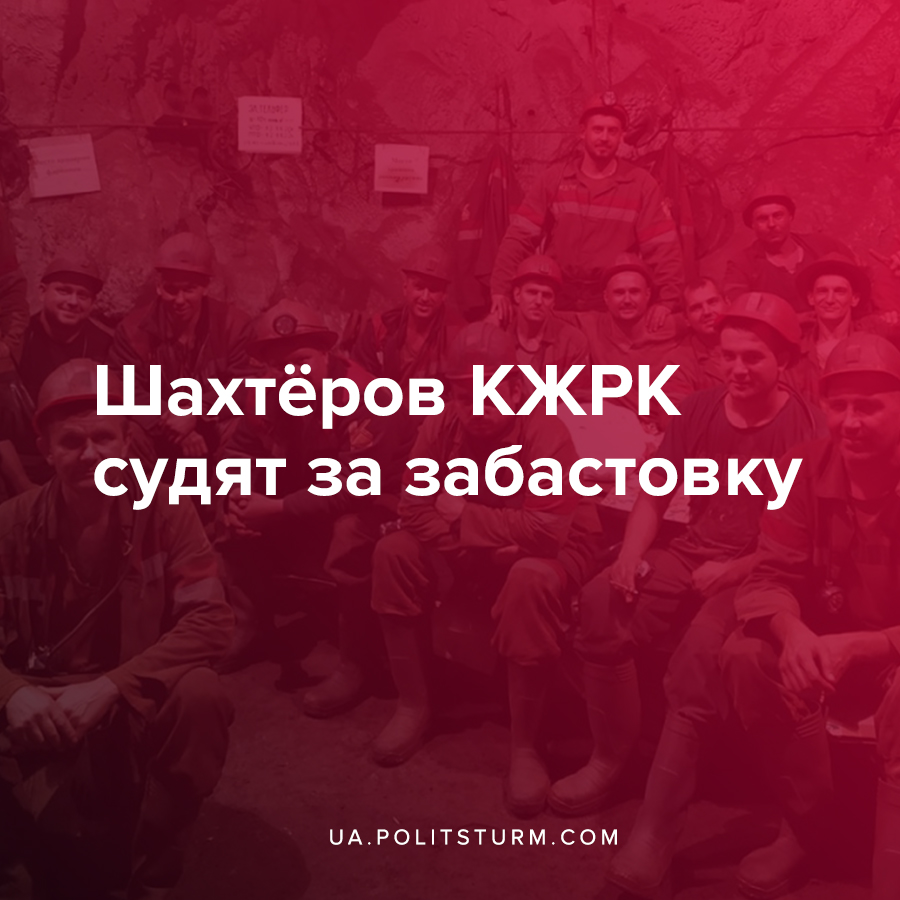 Шахтёров КЖРК
судят за забастовку
UA.POLITSTURM.COM